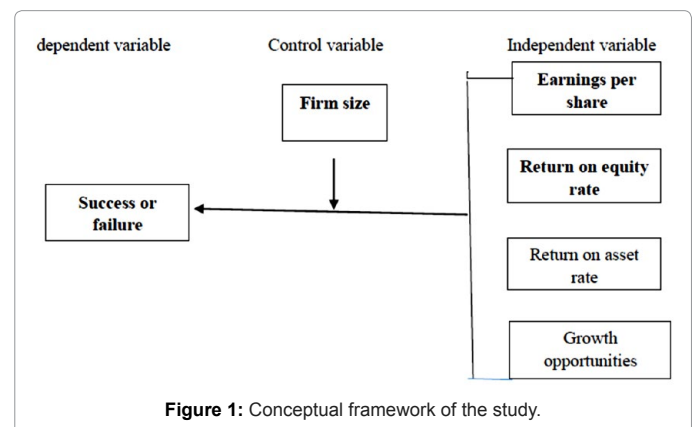 dependent variable
Control variable
Independent variable
Firm size
Earnings per
share
Return on equity
rate
Success or
failure
Return on asset
rate
Growth
opportunities
Figure 1: Conceptual framework of the study.